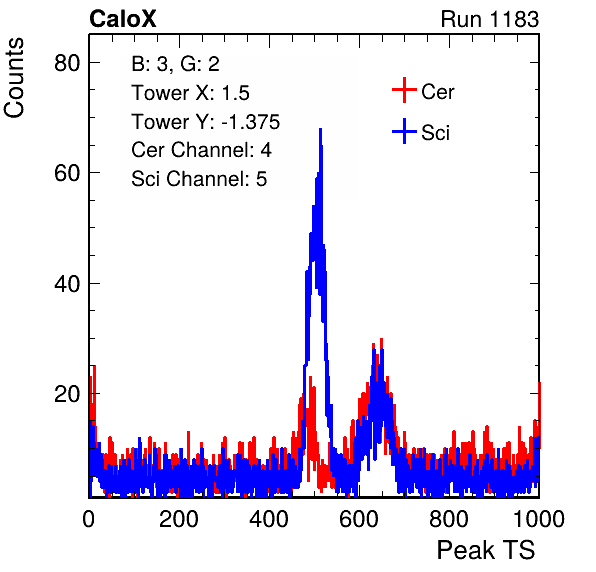 CaloX Run 1183
Counts
80
60
40
20
B: 3, G: 2
Tower X: 1.5
Tower Y: -1.375
Cer Channel: 4
Sci Channel: 5
Cer
Sci
0 200 400 600 800 1000
Peak TS